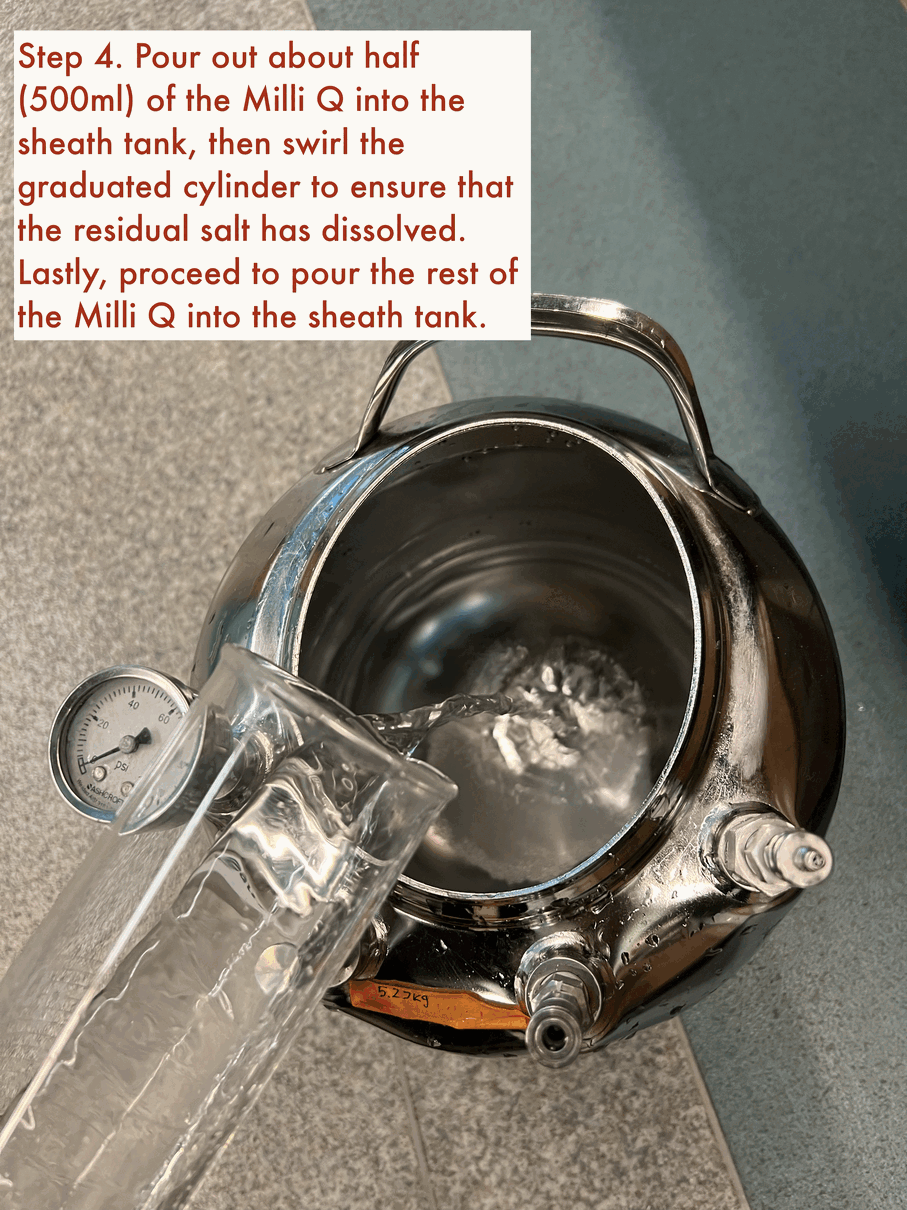 Step 4. Pour out about half
(500ml) of the Milli Q into the
sheath tank, then swirl the
graduated cylinder to ensure that
the residual salt has dissolved.
Lastly, proceed to pour the rest of
the Milli Q into the sheath tank.
20
40
60
psi
ASHCROFT
5.27kg